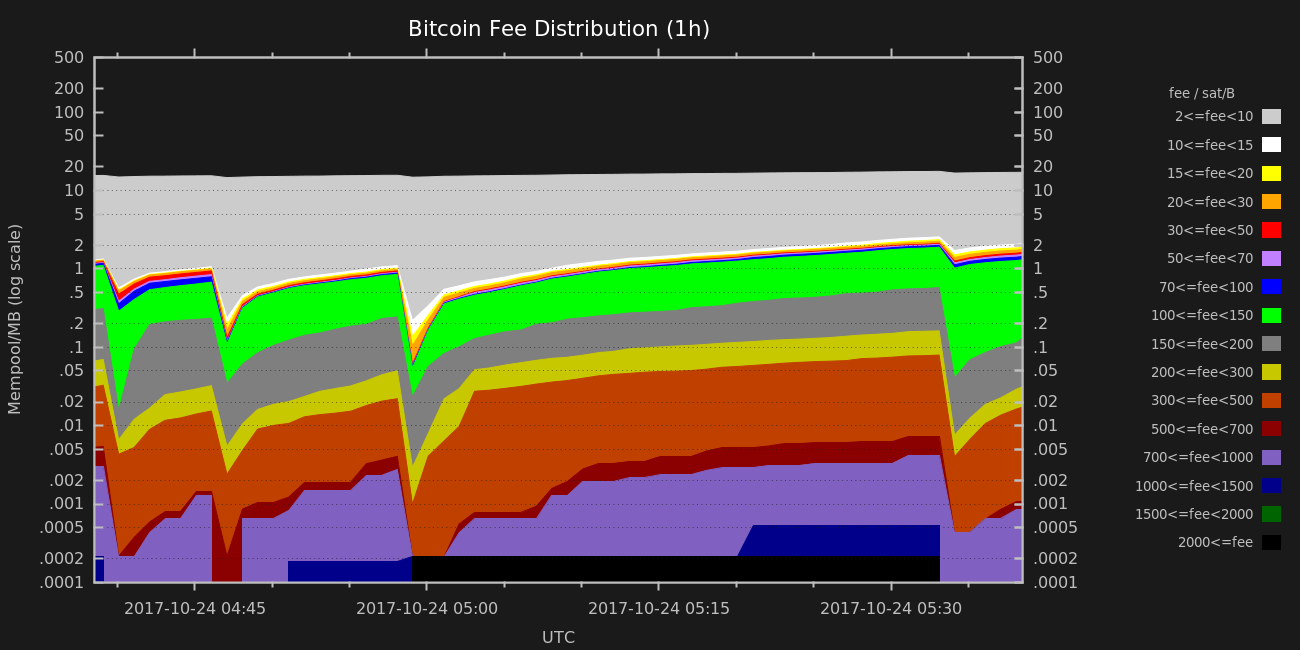 Bitcoin Fee Distribution (1h)
500 500
200 200
100 100
50 50
20 20
10 10
5 5
2 2
1 1
.5 .5
.2 .2
.1 .1
.05 .05
.02 .02
.01 .01
.005 .005
.002 .002
.001 .001
.0005 .0005
.0002 .0002
.0001 .0001
Mempool/MB (log scale)
2017-10-24 04:45 2017-10-24 05:00 2017-10-24 05:15 2017-10-24 05:30
UTC
fee / sat/B
2<=fee<10
10<=fee<15
15<=fee<20
20<=fee<30
30<=fee<50
50<=fee<70
70<=fee<100
100<=fee<150
150<=fee<200
200<=fee<300
300<=fee<500
500<=fee<700
700<=fee<1000
1000<=fee<1500
1500<=fee<2000
2000<=fee